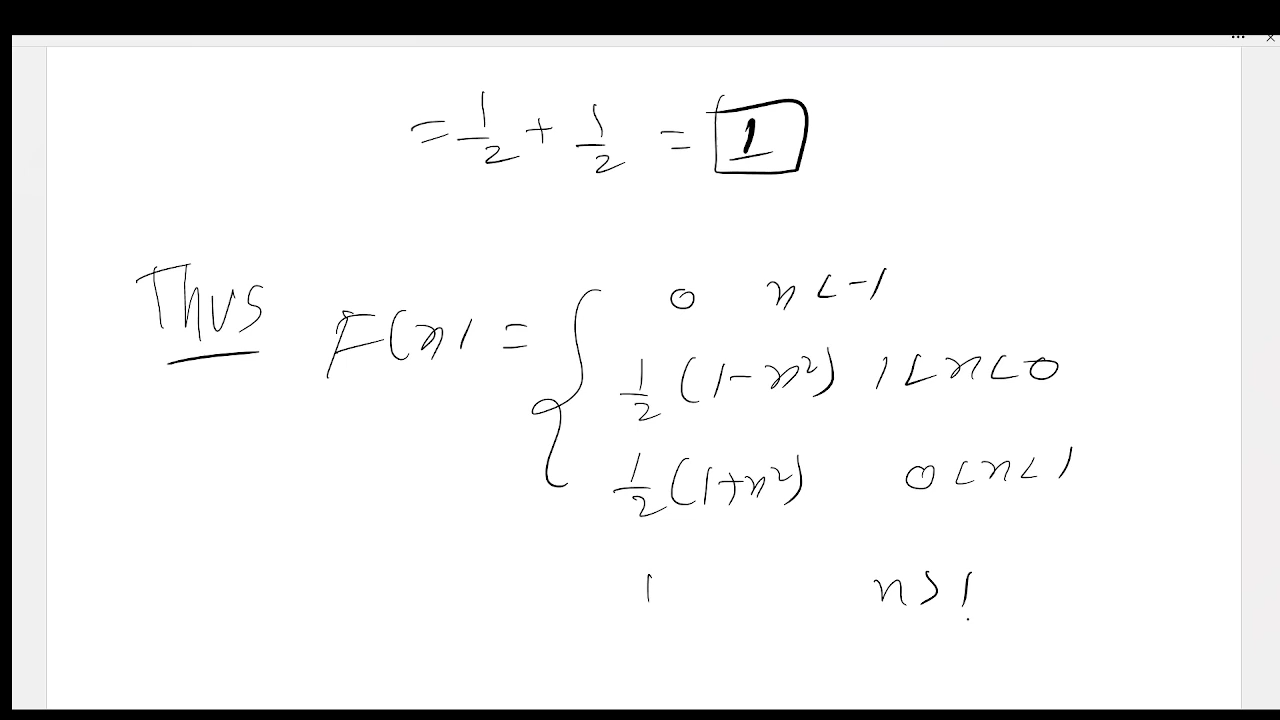 = 1/2 + 1/2 = 1
Thus F(x) = { 0 x < -1
1/2 (1 - x²) 1 < x < 0
1/2 (1 + x²) 0 < x < 1
1 x > 1